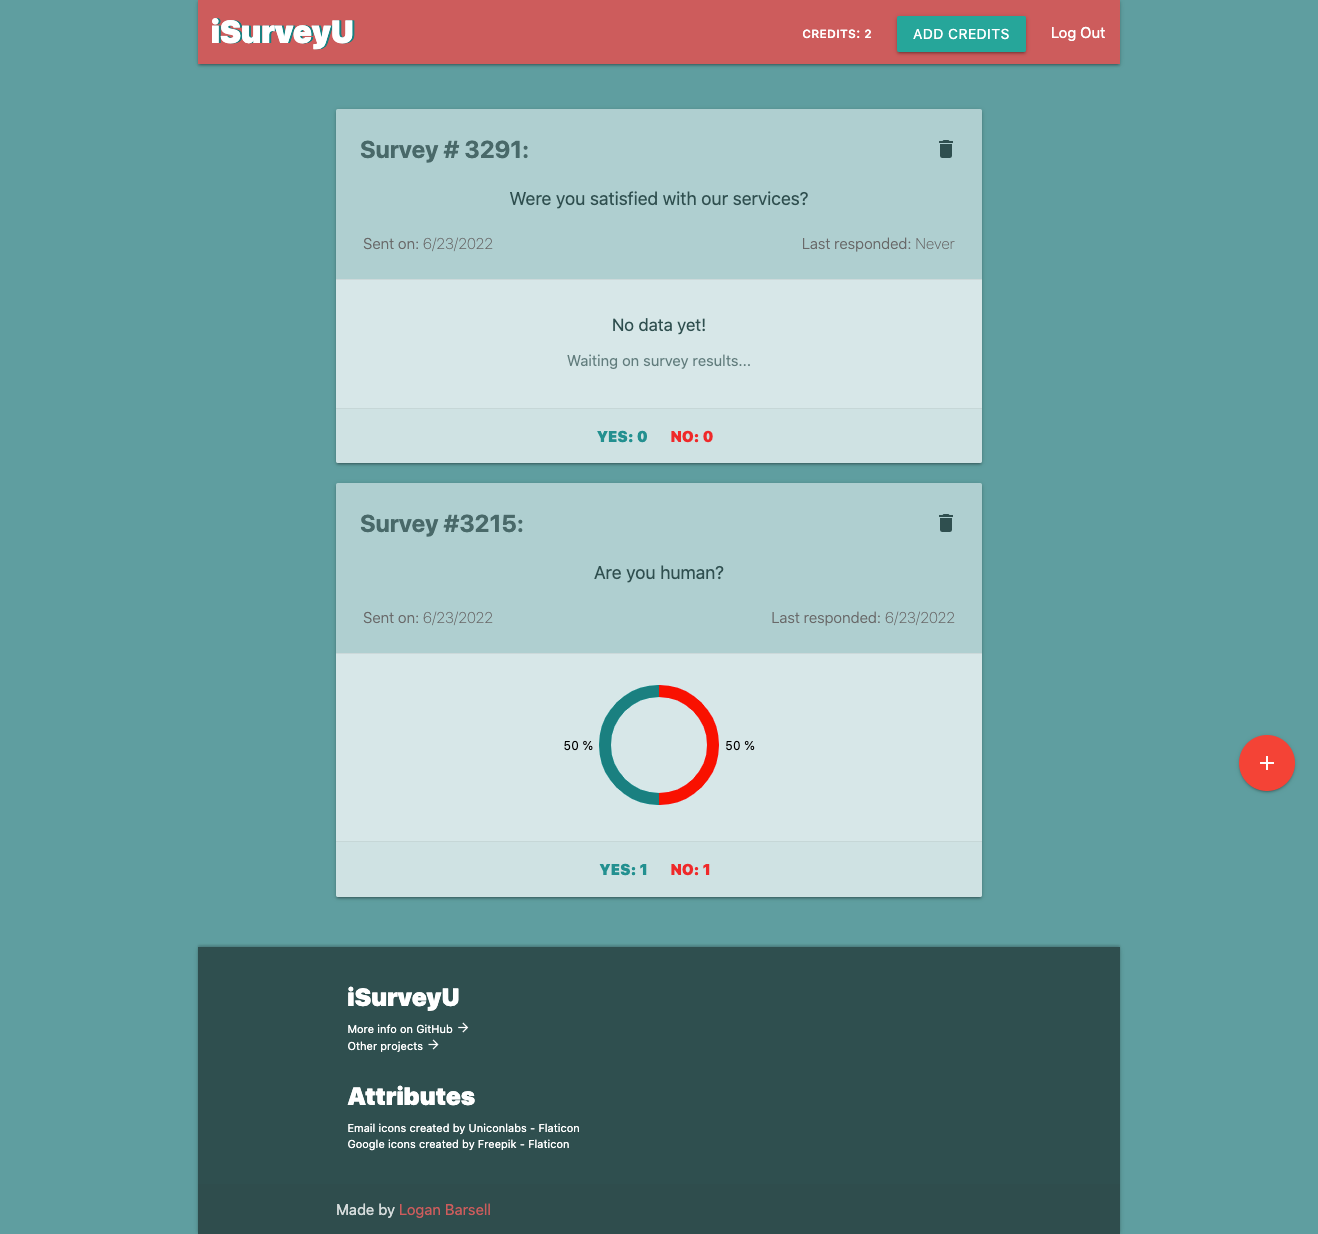 iSurveyU
CREDITS: 2
ADD CREDITS
Log Out
Survey # 3291:
Were you satisfied with our services?
Sent on: 6/23/2022
Last responded: Never
No data yet!
Waiting on survey results...
YES: 0 NO: 0
Survey #3215:
Are you human?
Sent on: 6/23/2022
Last responded: 6/23/2022
50 %
50 %
YES: 1 NO: 1
iSurveyU
More info on GitHub →
Other projects →
Attributes
Email icons created by Uniconlabs - Flaticon
Google icons created by Freepik - Flaticon
Made by Logan Barsell